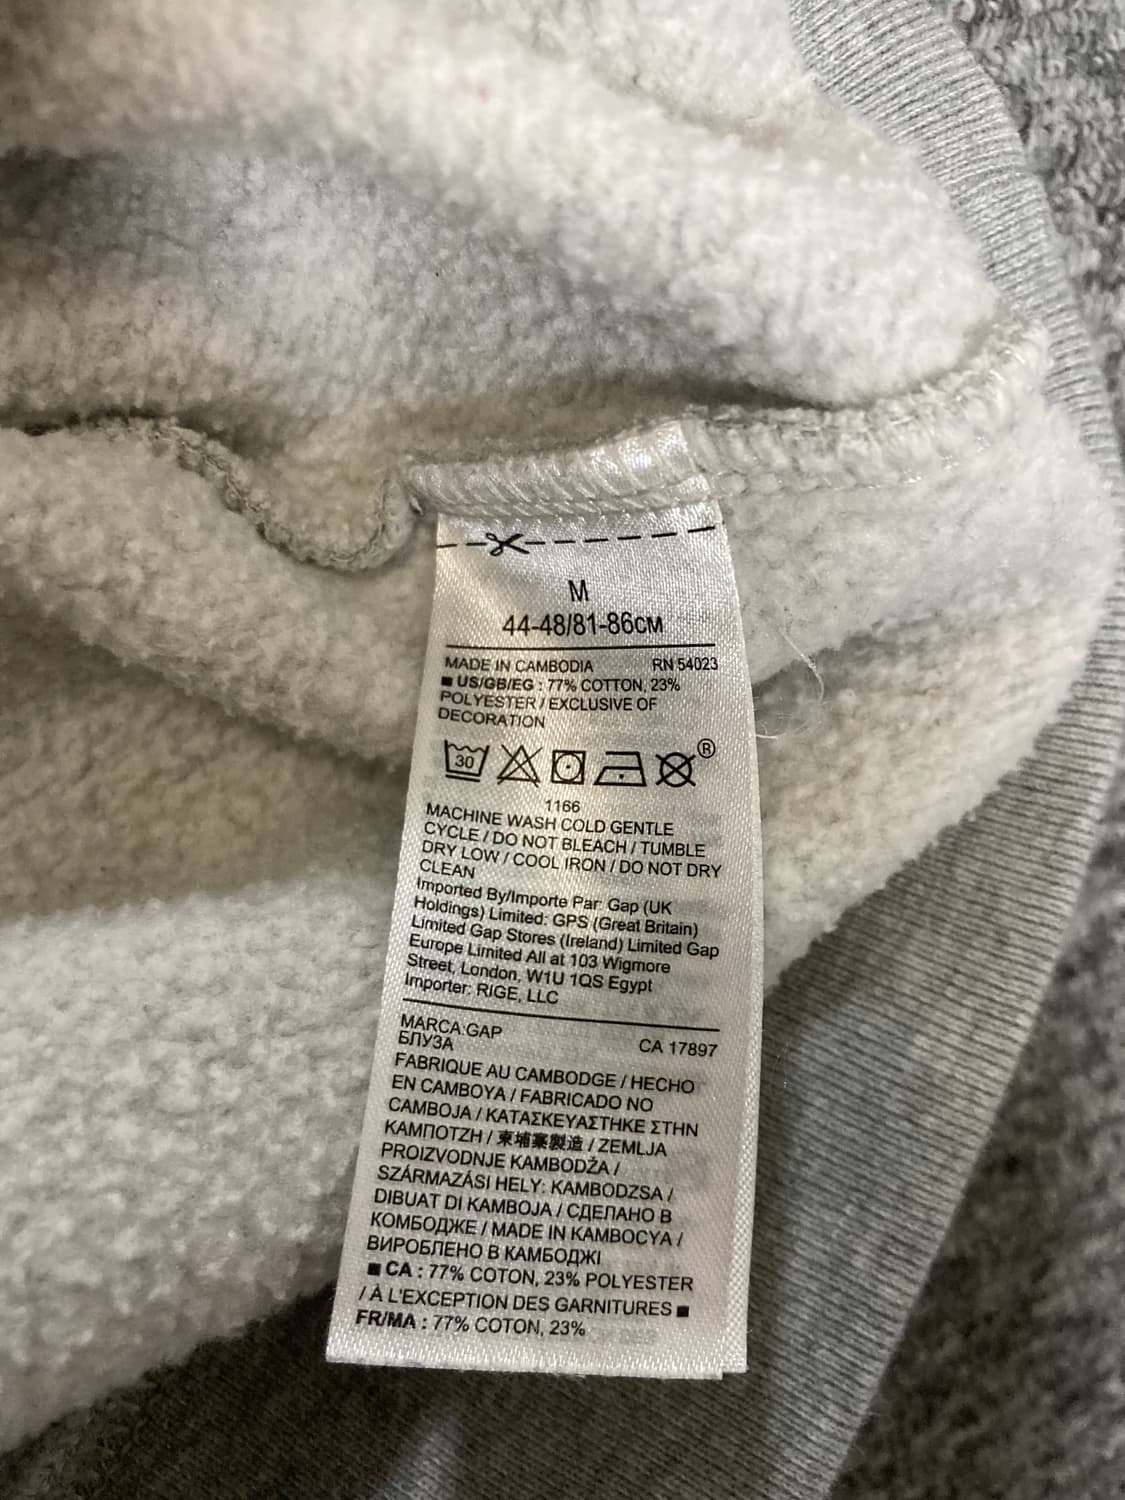 M
44-48/81-86CM
MADE IN CAMBODIA RN 54023
■ US/GB/EG : 77% COTTON, 23%
POLYESTER / EXCLUSIVE OF
DECORATION
30 ®
1166
MACHINE WASH COLD GENTLE
CYCLE / DO NOT BLEACH / TUMBLE
DRY LOW / COOL IRON / DO NOT DRY
CLEAN
Imported By/Importe Par: Gap (UK
Holdings) Limited: GPS (Great Britain)
Limited Gap Stores (Ireland) Limited Gap
Europe Limited All at 103 Wigmore
Street, London, W1U 1QS Egypt
Importer: RIGE, LLC
MARCA:GAP
БЛУЗА CA 17897
FABRIQUE AU CAMBODGE / HECHO
EN CAMBOYA / FABRICADO NO
CAMBOJA / ΚΑΤΑΣΚΕΥΑΣΤΗΚΕ ΣΤΗΝ
ΚΑΜΠΟΤΖΗ / 柬埔寨製造 / ZEMLJA
PROIZVODNJE KAMBODŽA /
SZÁRMAZÁSI HELY: KAMBODZSA /
DIBUAT DI KAMBOJA / СДЕЛАНО В
КОМБОДЖЕ / MADE IN KAMBOCYA /
ВИРОБЛЕНО В КАМБОДЖІ
■ CA : 77% COTON, 23% POLYESTER
/ À L'EXCEPTION DES GARNITURES ■
FR/MA : 77% COTON, 23%